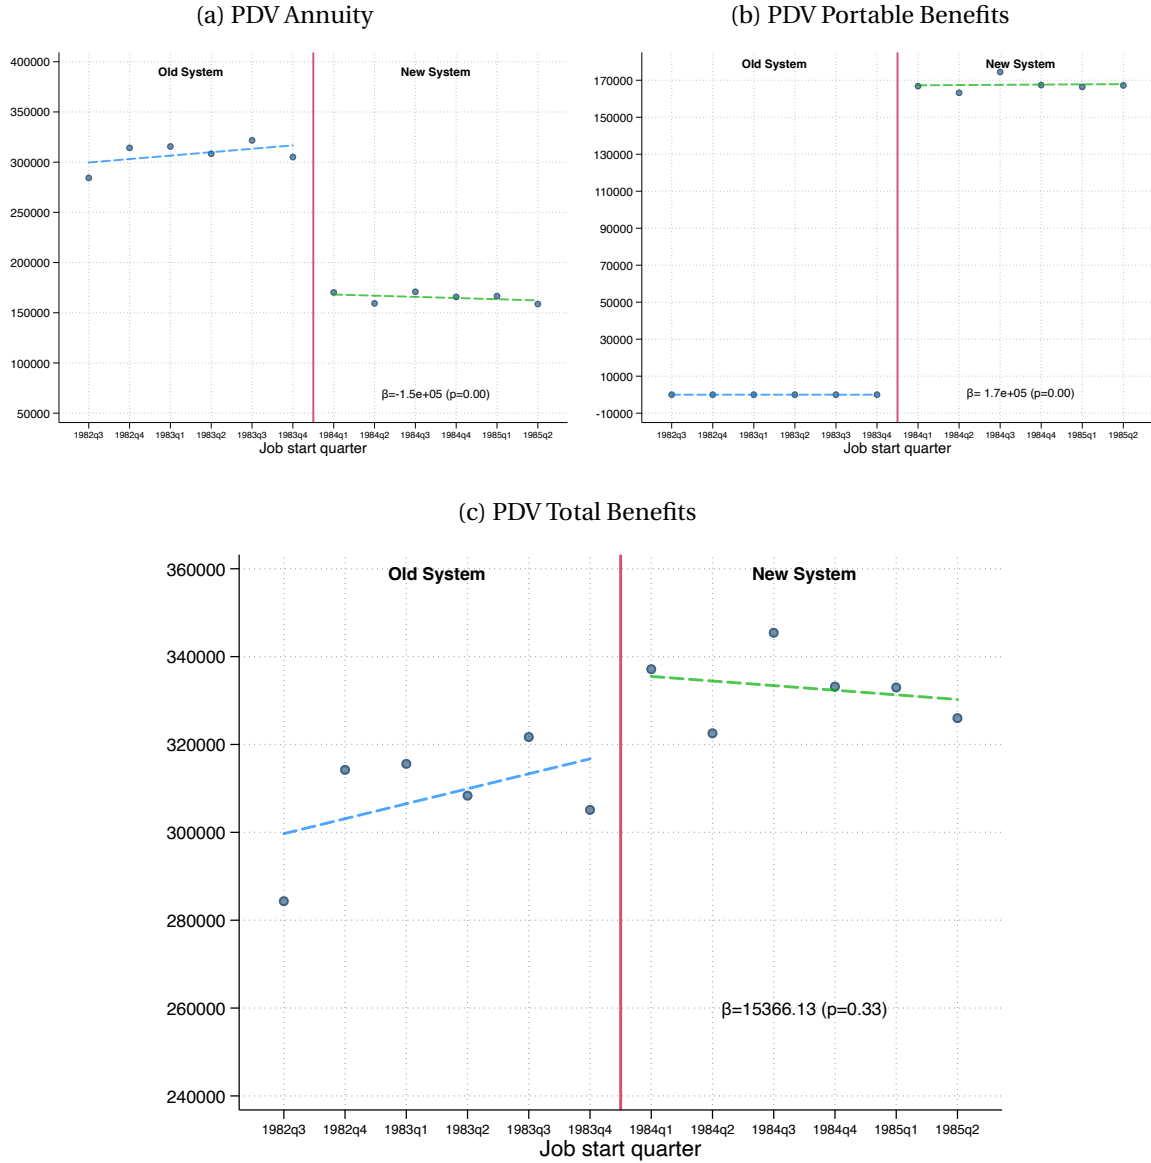 (a) PDV Annuity
400000
350000
300000
250000
200000
150000
100000
50000
Old System
New System
β=-1.5e+05 (p=0.00)
1982q3 1982q4 1983q1 1983q2 1983q3 1983q4 1984q1 1984q2 1984q3 1984q4 1985q1 1985q2
Job start quarter
(b) PDV Portable Benefits
170000
150000
130000
110000
90000
70000
50000
30000
10000
-10000
Old System
New System
β= 1.7e+05 (p=0.00)
1982q3 1982q4 1983q1 1983q2 1983q3 1983q4 1984q1 1984q2 1984q3 1984q4 1985q1 1985q2
Job start quarter
(c) PDV Total Benefits
360000
340000
320000
300000
280000
260000
240000
Old System
New System
β=15366.13 (p=0.33)
1982q3 1982q4 1983q1 1983q2 1983q3 1983q4 1984q1 1984q2 1984q3 1984q4 1985q1 1985q2
Job start quarter